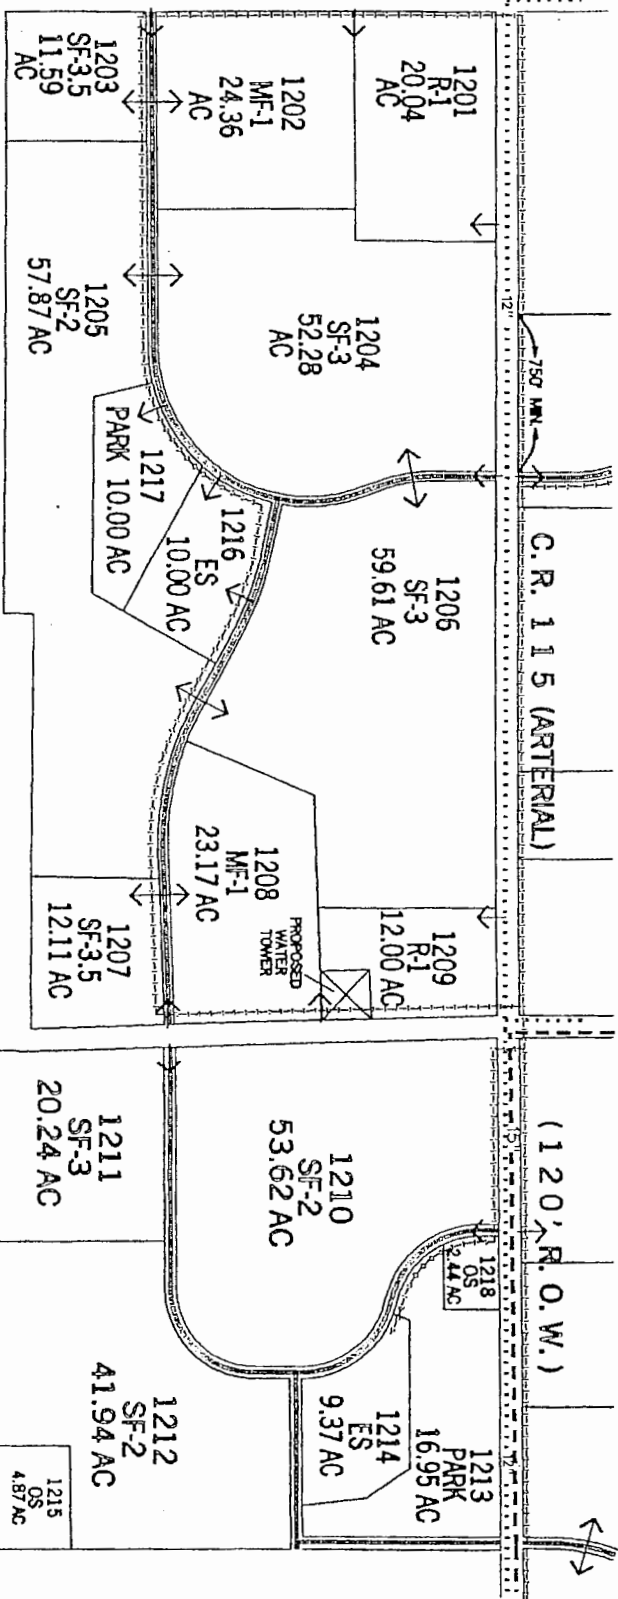 1203
SF-3.5
11.59
AC
1202
MF-1
24.36
AC
1201
R-1
20.04
AC
1205
SF-2
57.87 AC
1204
SF-3
52.28
AC
12"
750' MIN.
1217
PARK 10.00 AC
1216
ES
10.00 AC
1206
SF-3
59.61 AC
C.R. 115 (ARTERIAL)
1208
MF-1
23.17 AC
1207
SF-3.5
12.11 AC
PROPOSED
WATER
TOWER
1209
R-1
12.00 AC
(120' R.O.W.)
1211
SF-3
20.24 AC
1210
SF-2
53.62 AC
1218
OS
2.44 AC
1212
SF-2
41.94 AC
1214
ES
9.37 AC
1213
PARK
16.95 AC
1215
OS
4.87 AC